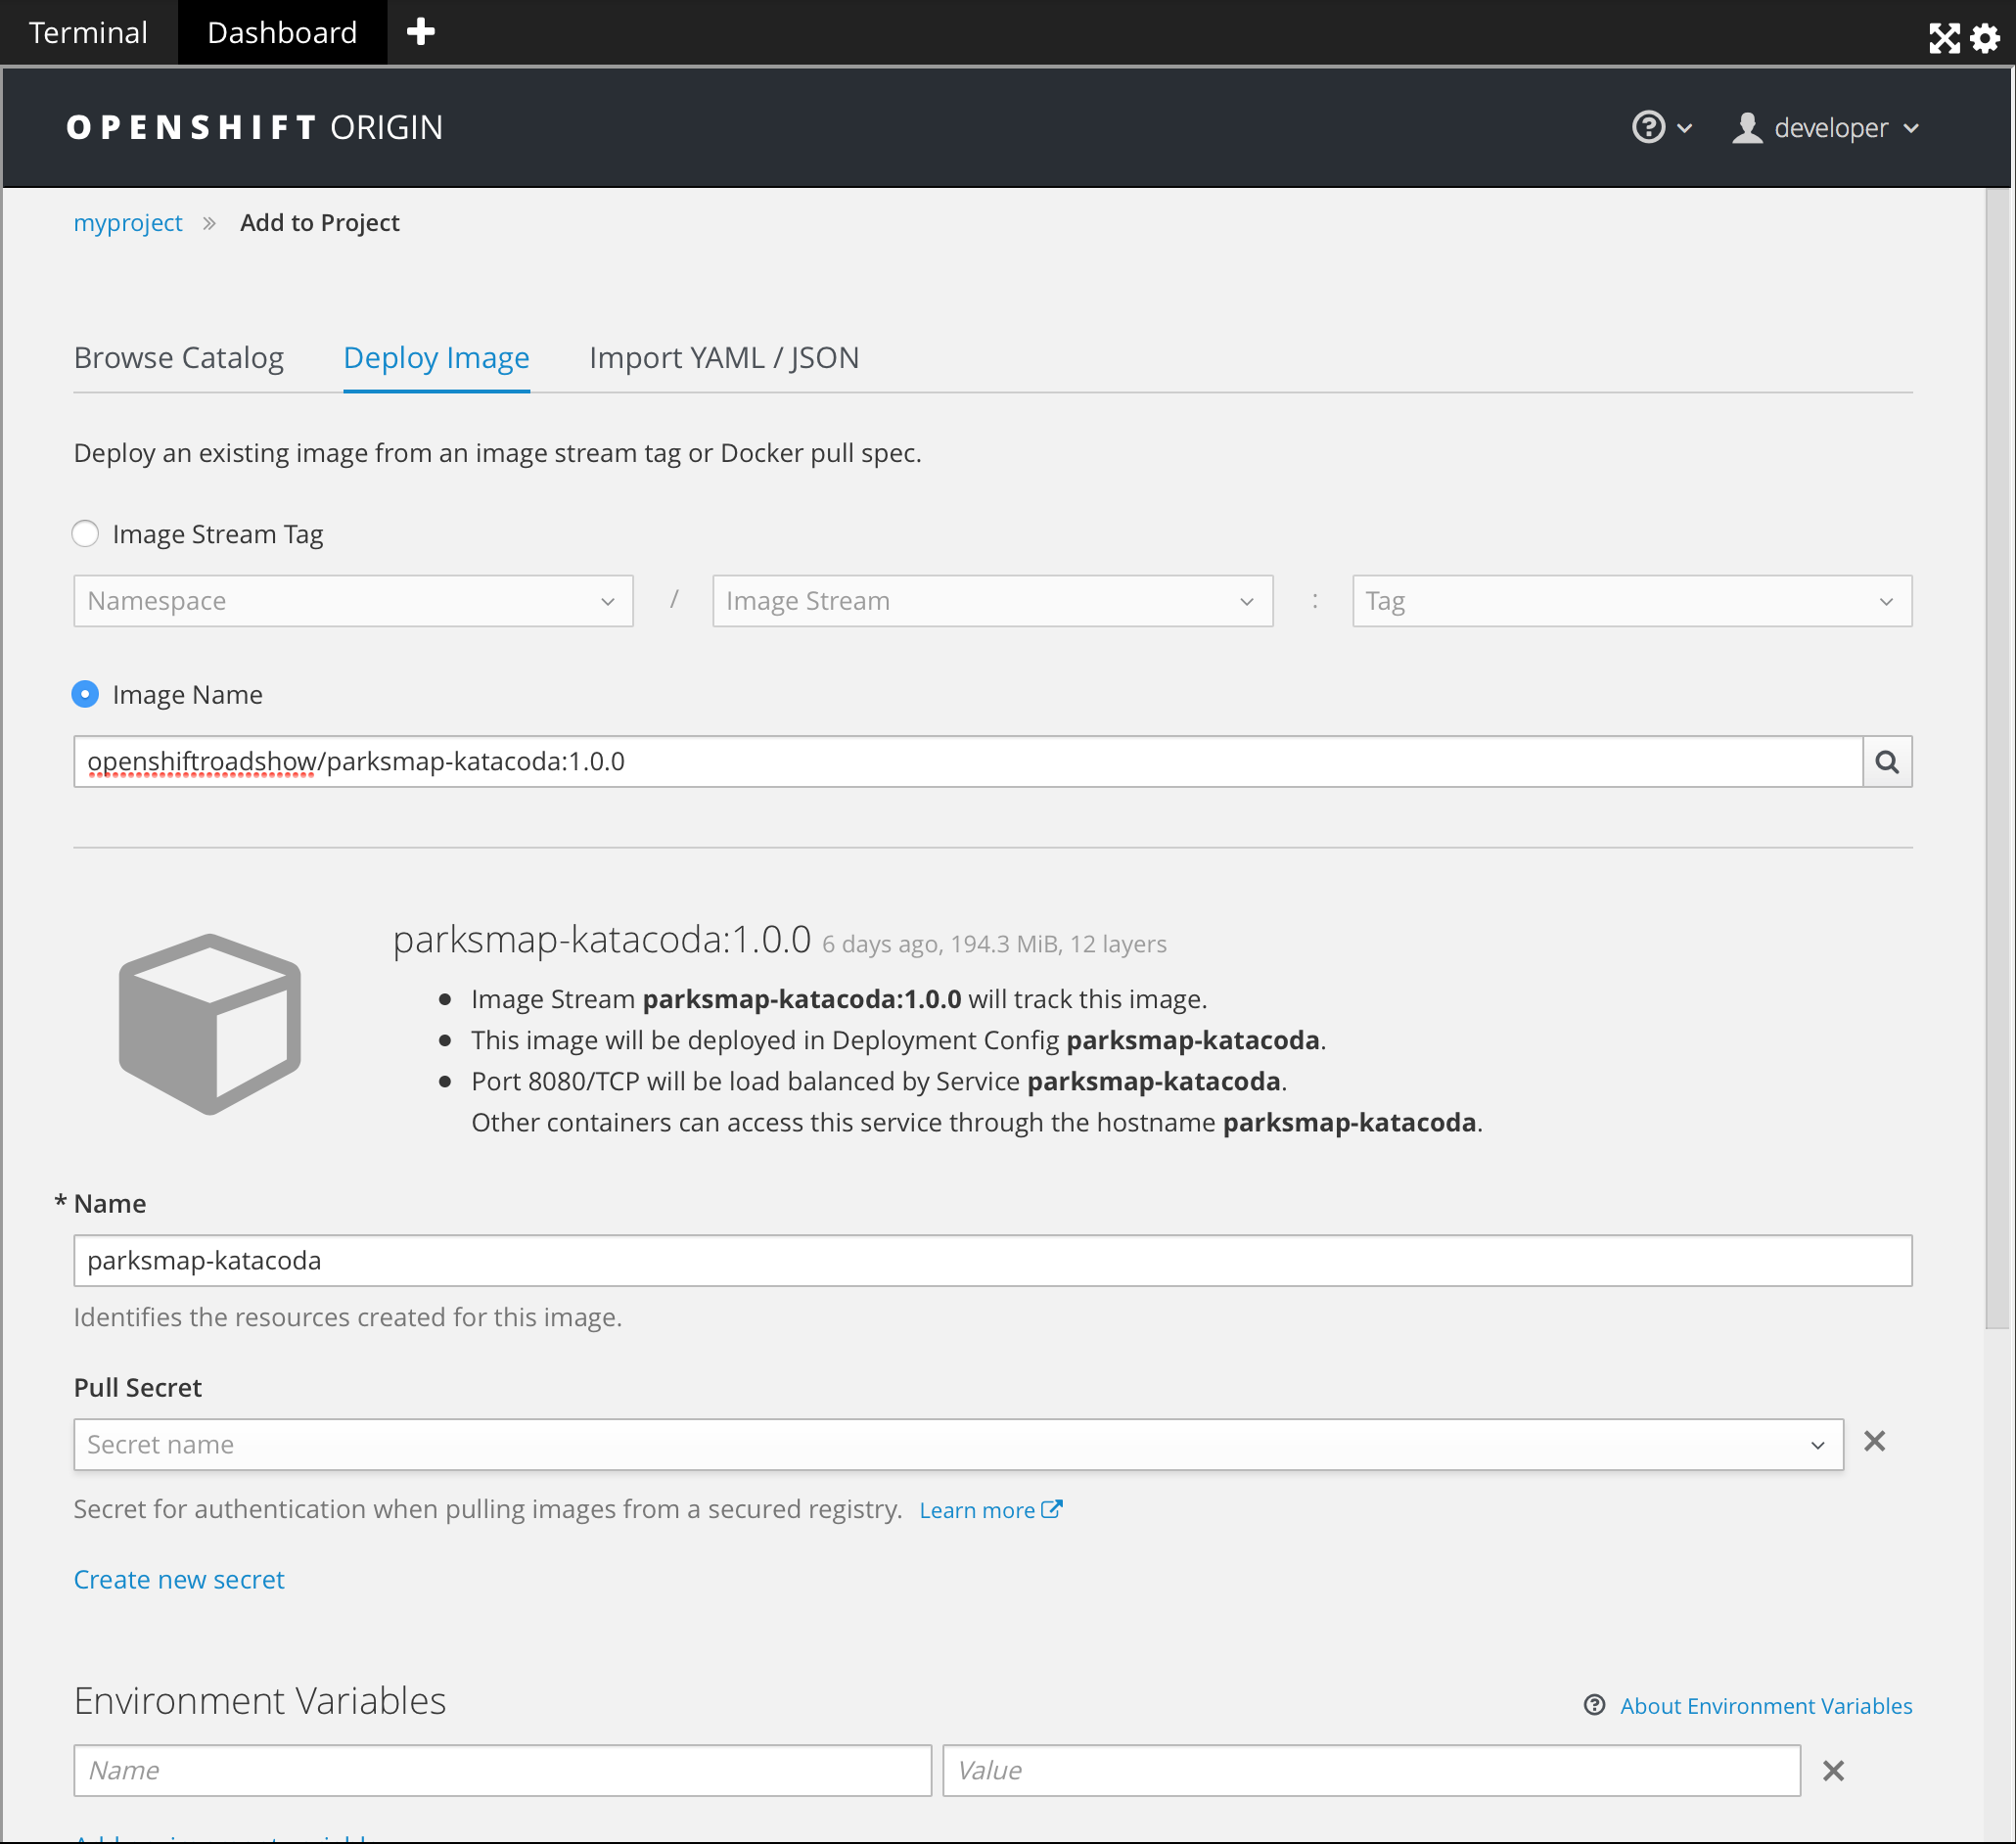 Terminal Dashboard
OPENSHIFT ORIGIN developer
myproject » Add to Project
Browse Catalog Deploy Image Import YAML / JSON
Deploy an existing image from an image stream tag or Docker pull spec.
Image Stream Tag
Namespace / Image Stream : Tag
Image Name
openshiftroadshow/parksmap-katacoda:1.0.0
parksmap-katacoda:1.0.0 6 days ago, 194.3 MiB, 12 layers
• Image Stream parksmap-katacoda:1.0.0 will track this image.
• This image will be deployed in Deployment Config parksmap-katacoda.
• Port 8080/TCP will be load balanced by Service parksmap-katacoda.
Other containers can access this service through the hostname parksmap-katacoda.
* Name
parksmap-katacoda
Identifies the resources created for this image.
Pull Secret
Secret name
Secret for authentication when pulling images from a secured registry. Learn more
Create new secret
Environment Variables About Environment Variables
Name Value